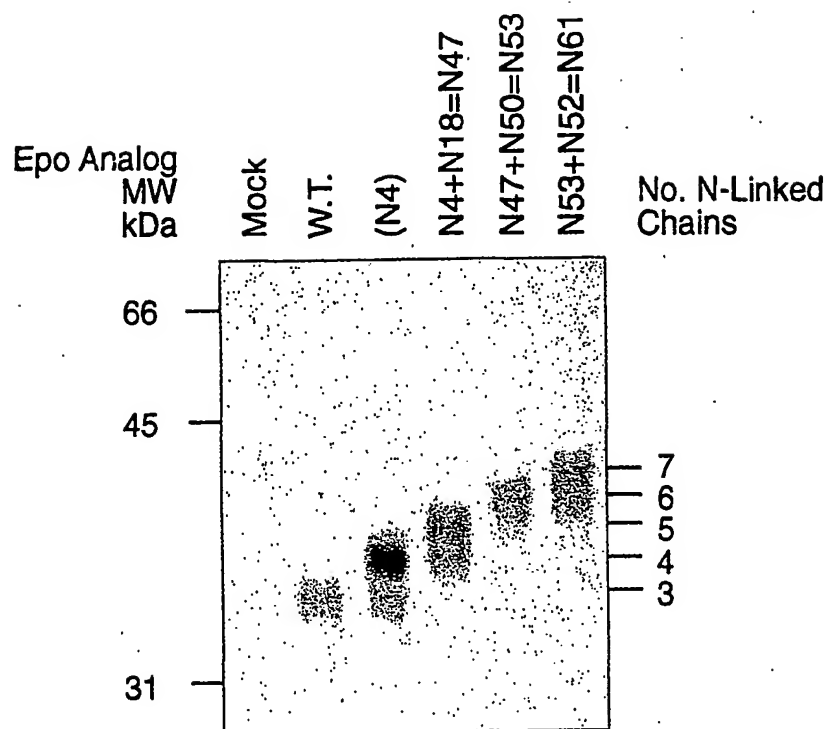 Epo Analog
MW
kDa
Mock
W.T.
(N4)
N4+N18=N47
N47+N50=N53
N53+N52=N61
No. N-Linked
Chains
66
45
31
7
6
5
4
3